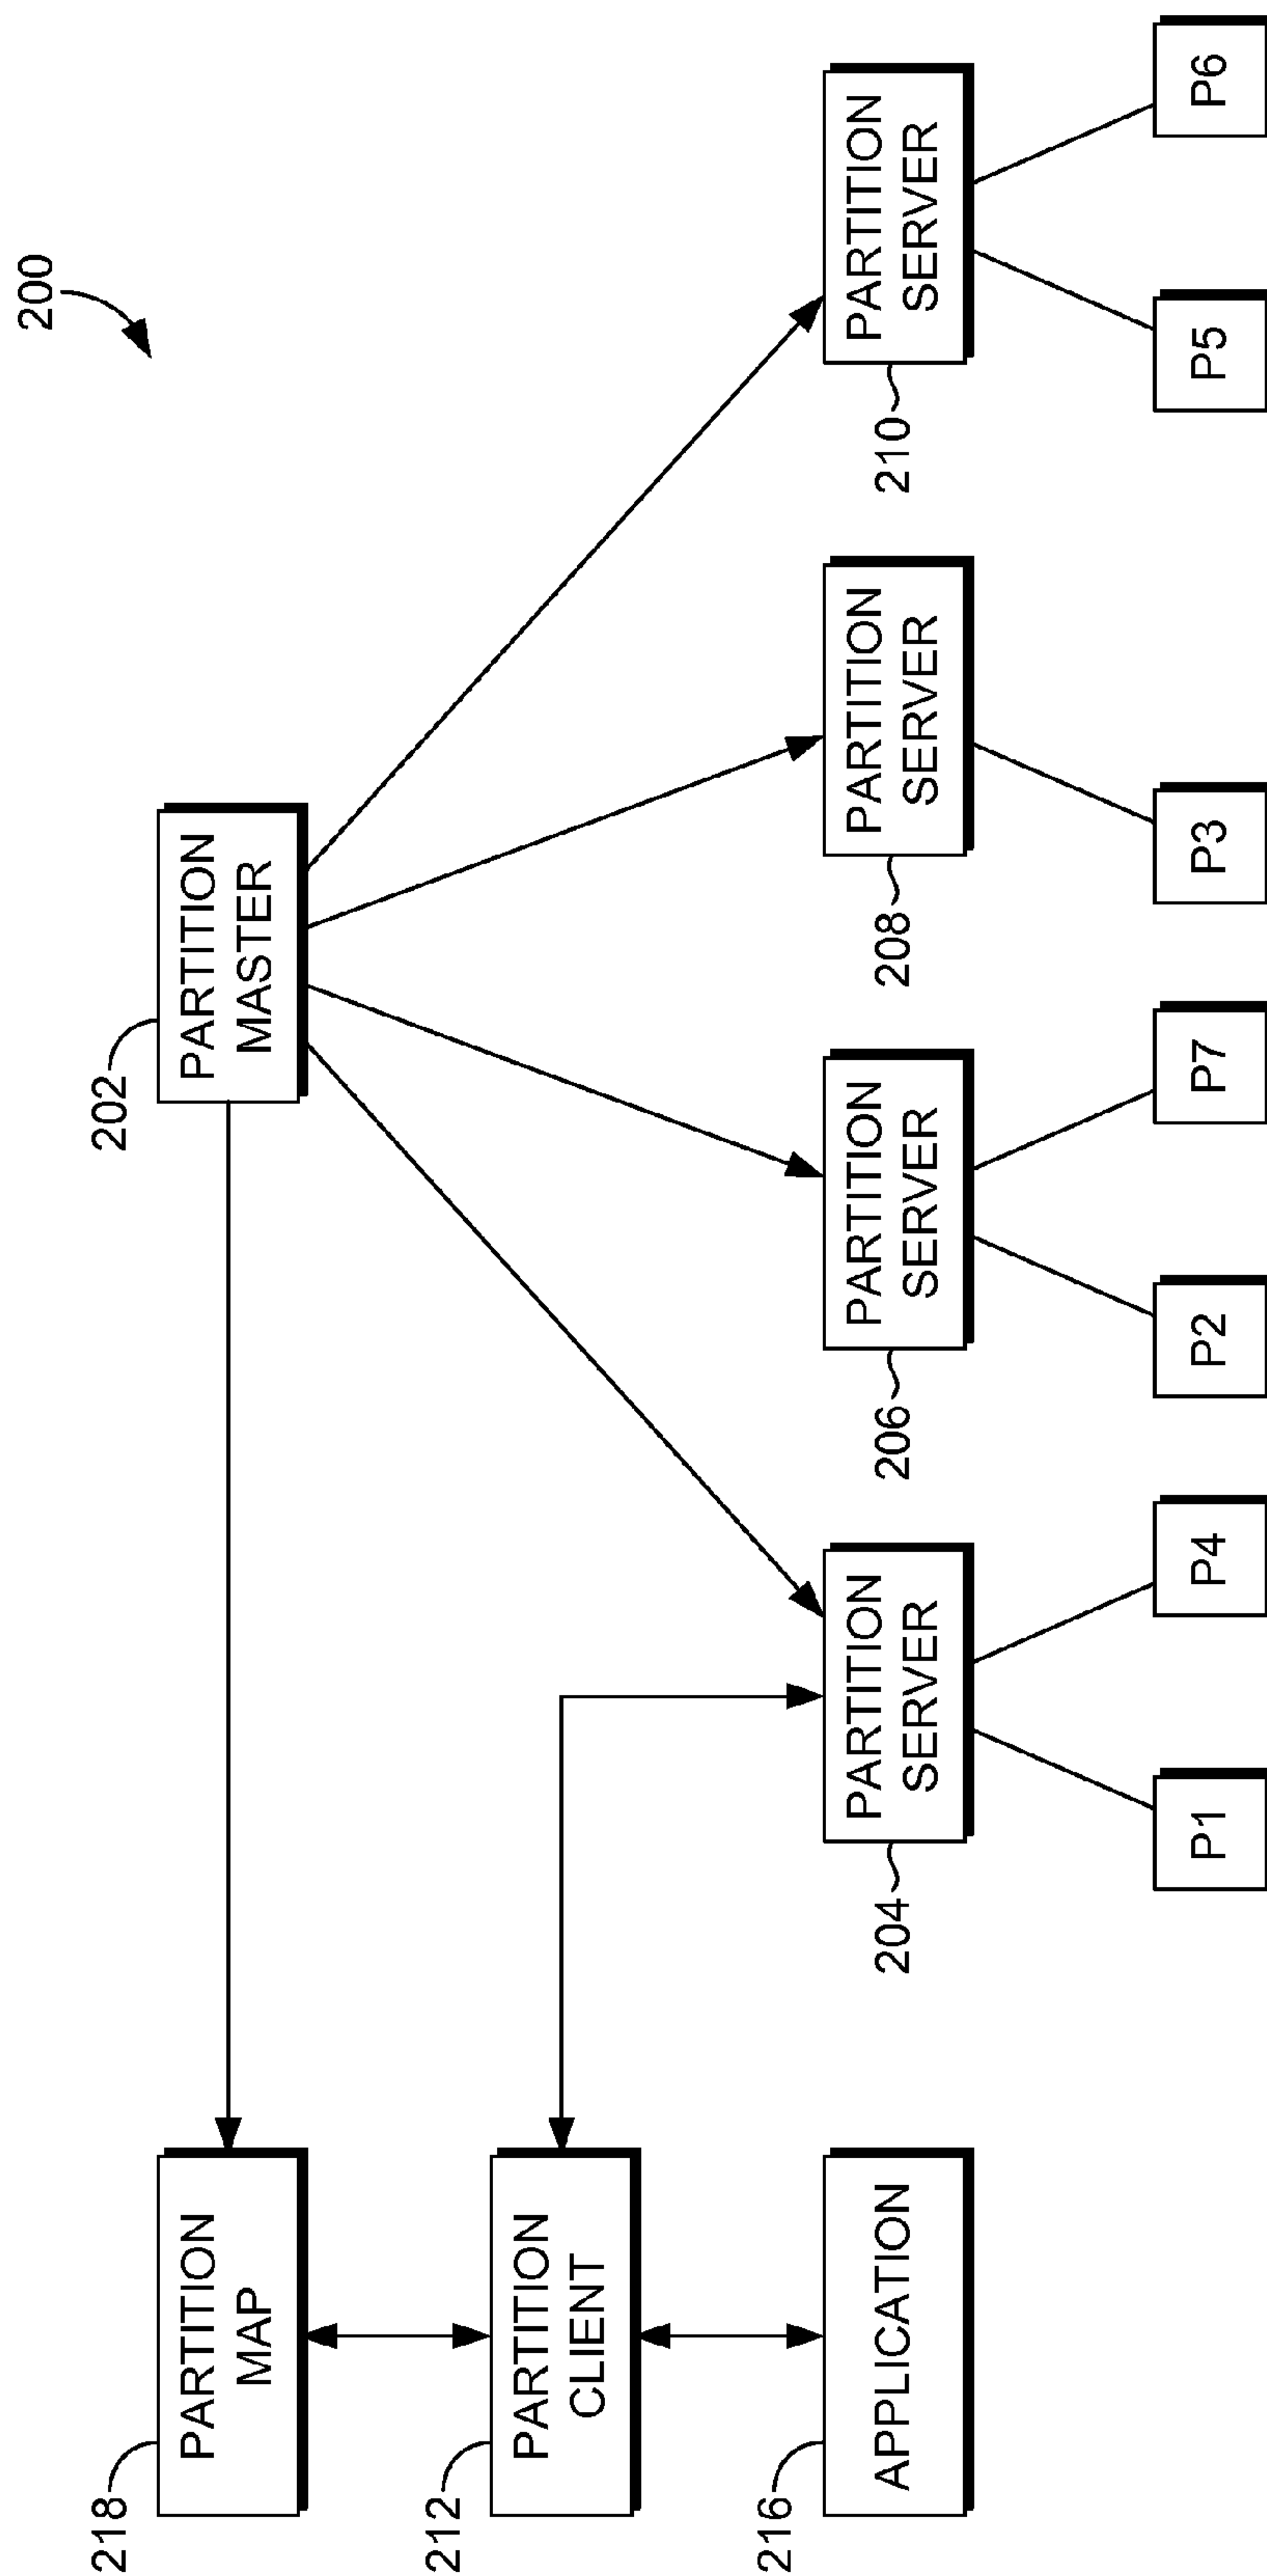 200
202
PARTITION
MASTER
218
PARTITION
MAP
212
PARTITION
CLIENT
216
APPLICATION
204
PARTITION
SERVER
206
PARTITION
SERVER
208
PARTITION
SERVER
210
PARTITION
SERVER
P1
P4
P2
P7
P3
P5
P6